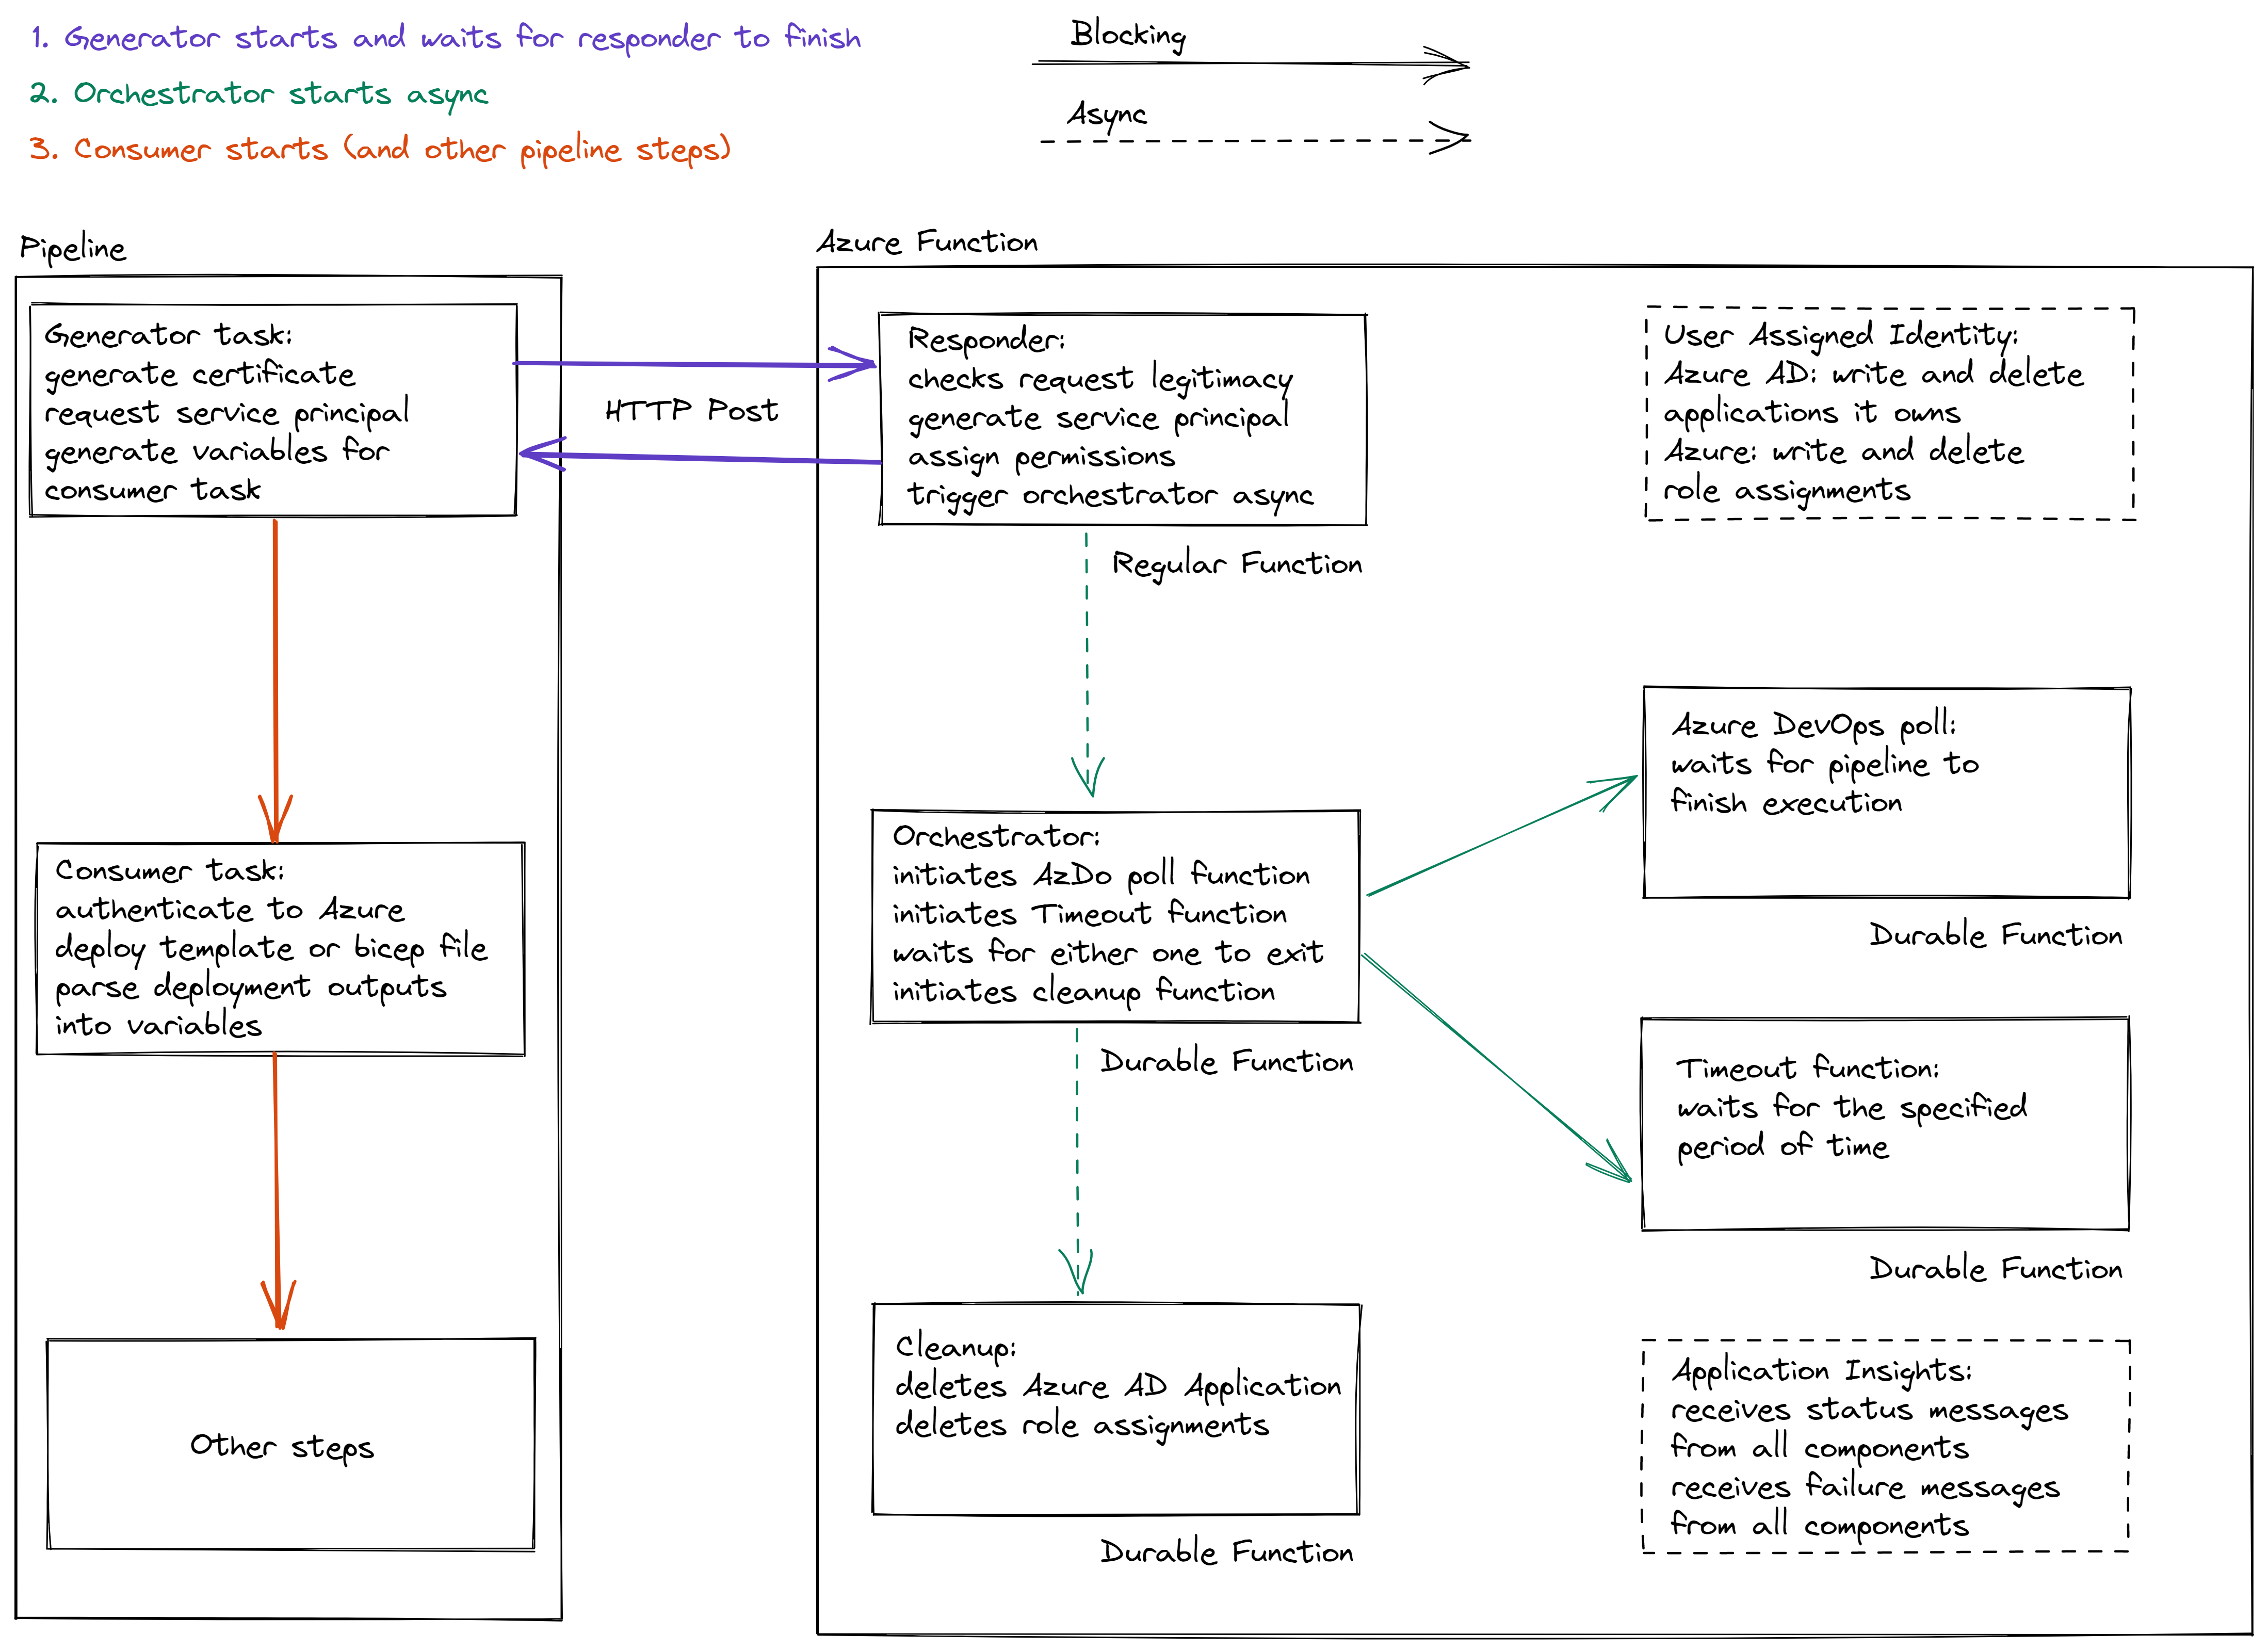 1. Generator starts and waits for responder to finish
2. Orchestrator starts async
3. Consumer starts (and other pipeline steps)
Blocking
Async
Pipeline
Generator task:
generate certificate
request service principal
generate variables for
consumer task
HTTP Post
Consumer task:
authenticate to Azure
deploy template or bicep file
parse deployment outputs
into variables
Other steps
Azure Function
Responder:
checks request legitimacy
generate service principal
assign permissions
trigger orchestrator async
Regular Function
Orchestrator:
initiates AzDo poll function
initiates Timeout function
waits for either one to exit
initiates cleanup function
Durable Function
Cleanup:
deletes Azure AD Application
deletes role assignments
Durable Function
User Assigned Identity:
Azure AD: write and delete
applications it owns
Azure: write and delete
role assignments
Azure DevOps poll:
waits for pipeline to
finish execution
Durable Function
Timeout function:
waits for the specified
period of time
Durable Function
Application Insights:
receives status messages
from all components
receives failure messages
from all components